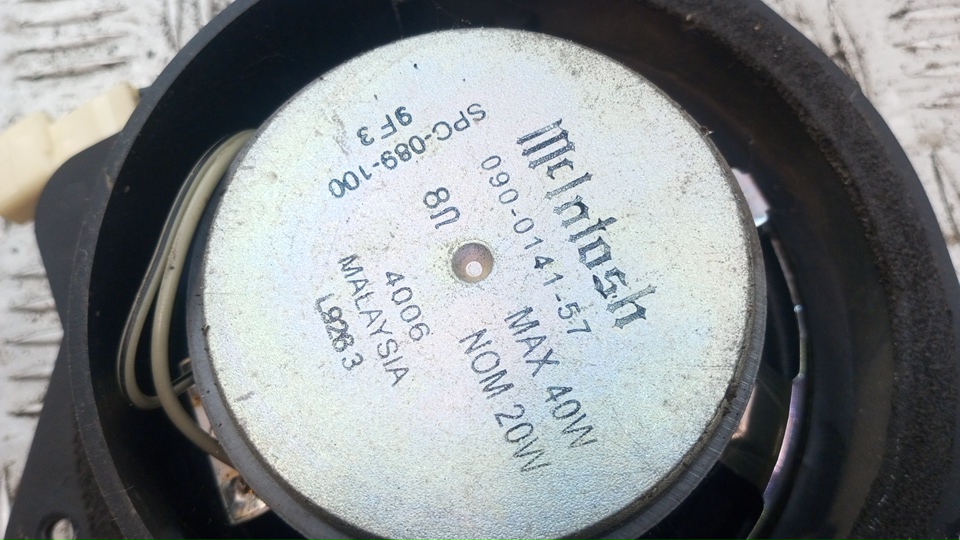 McIntosh
090-0141-57
MAX 40W
NOM 20W
8Ω
4006
MALAYSIA
L9263
SPC-089-100
9F3